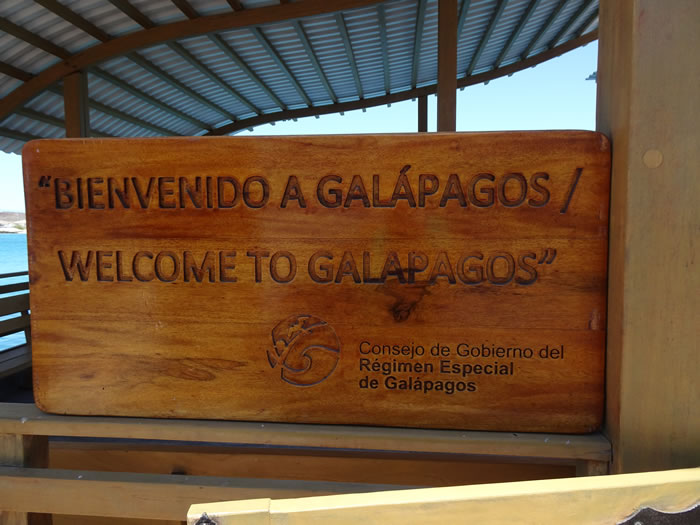 "BIENVENIDO A GALÁPAGOS /
WELCOME TO GALAPAGOS"
Consejo de Gobierno del
Régimen Especial
de Galápagos